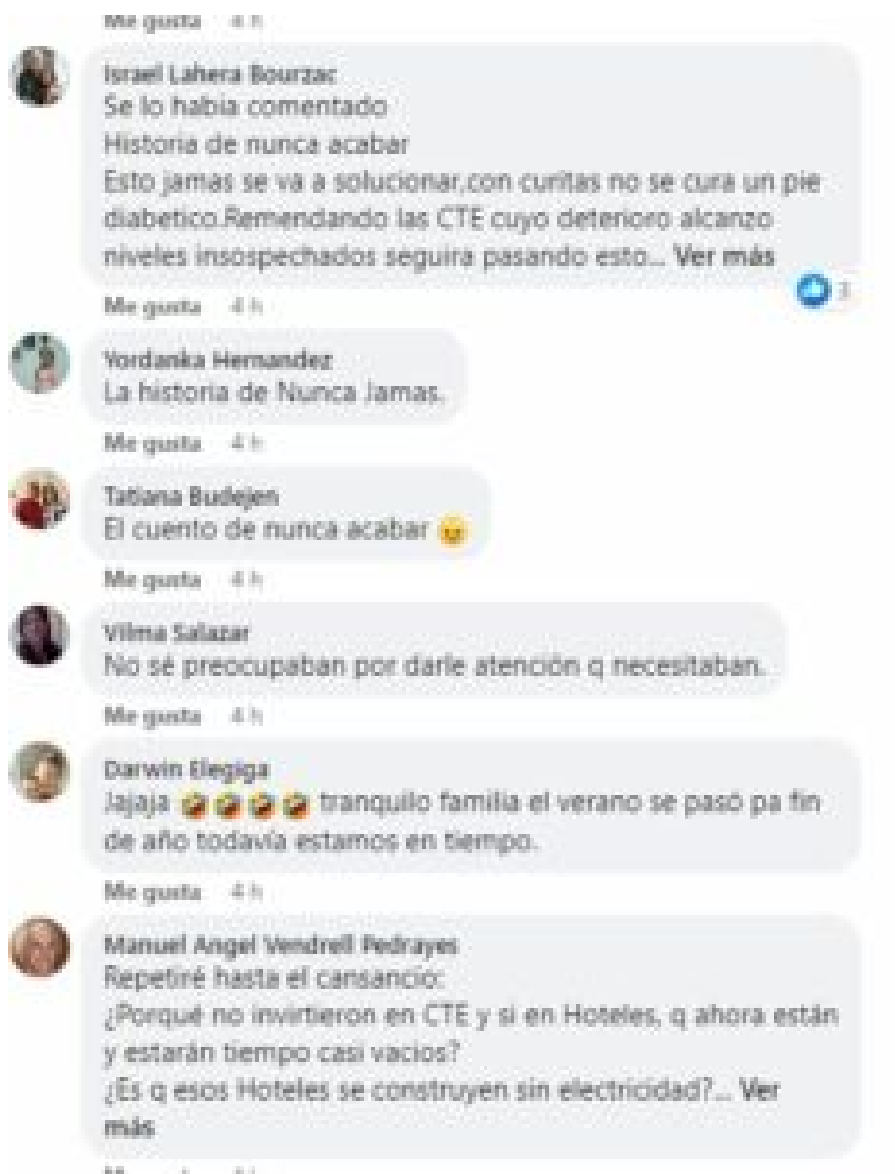 Me gusta 4 h
Israel Lahera Bourzac
Se lo habia comentado
Historia de nunca acabar
Esto jamas se va a solucionar,con curitas no se cura un pie
diabetico.Remendando las CTE cuyo deterioro alcanzo
niveles insospechados seguira pasando esto... Ver más
3
Me gusta 4 h
Yordanka Hernandez
La historia de Nunca Jamas.
Me gusta 4 h
Tatiana Budejen
El cuento de nunca acabar 😉
Me gusta 4 h
Vilma Salazar
No sé preocupaban por darle atención q necesitaban.
Me gusta 4 h
Darwin Elegiga
Jajaja 🤣🤣🤣🤣 tranquilo familia el verano se pasó pa fin
de año todavía estamos en tiempo.
Me gusta 4 h
Manuel Angel Vendrell Pedrayes
Repetiré hasta el cansancio:
¿Porqué no invirtieron en CTE y si en Hoteles, q ahora están
y estarán tiempo casi vacios?
¿Es q esos Hoteles se construyen sin electricidad?... Ver
más